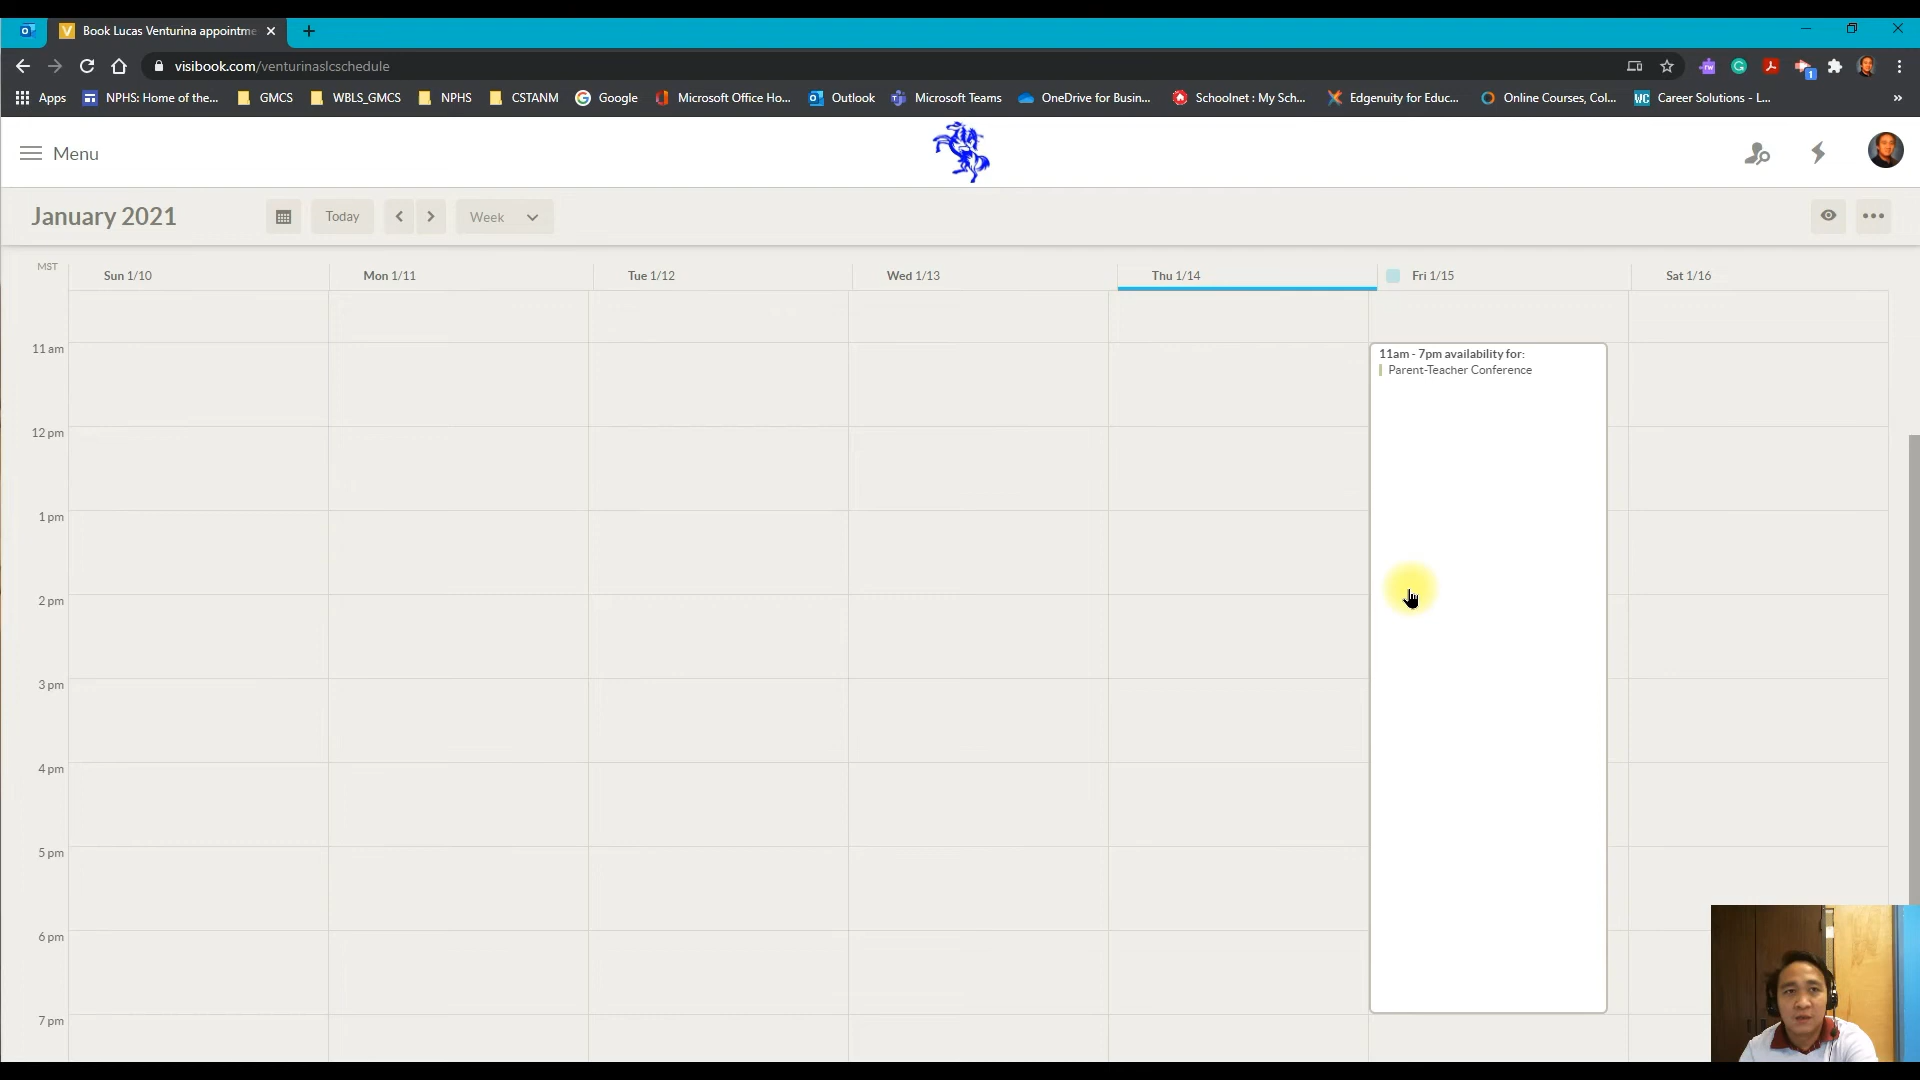 Book Lucas Venturina appointme
visibook.com/venturinaslcschedule
Apps NPHS: Home of the... GMCS WBLS_GMCS NPHS CSTANM Google Microsoft Office Ho... Outlook Microsoft Teams OneDrive for Busin... Schoolnet : My Sch... Edgenuity for Educ... Online Courses, Col... WC Career Solutions - L... »
Menu
January 2021 Today Week
MST Sun 1/10 Mon 1/11 Tue 1/12 Wed 1/13 Thu 1/14 Fri 1/15 Sat 1/16
11 am
11am - 7pm availability for:
Parent-Teacher Conference
12 pm
1 pm
2 pm
3 pm
4 pm
5 pm
6 pm
7 pm